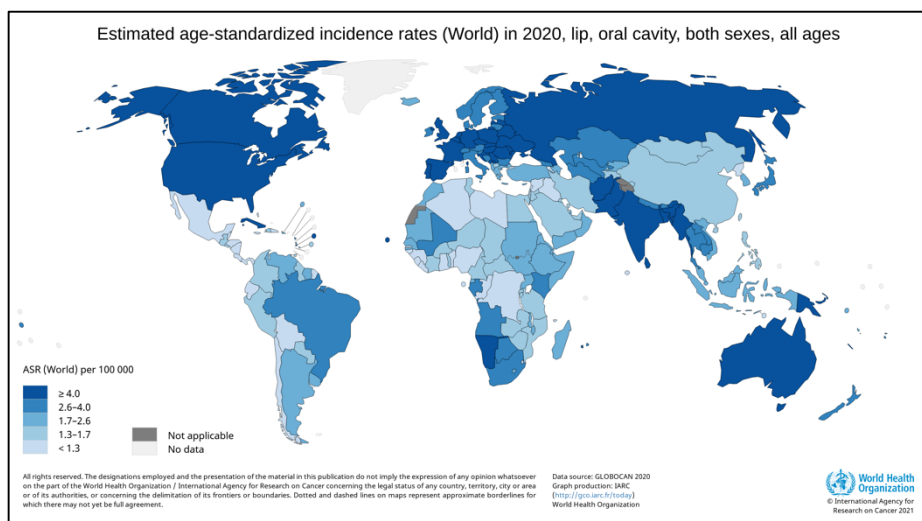 Estimated age-standardized incidence rates (World) in 2020, lip, oral cavity, both sexes, all ages
ASR (World) per 100 000
≥ 4.0
2.6–4.0
1.7–2.6
1.3–1.7
< 1.3
Not applicable
No data
All rights reserved. The designations employed and the presentation of the material in this publication do not imply the expression of any opinion whatsoever
on the part of the World Health Organization / International Agency for Research on Cancer concerning the legal status of any country, territory, city or area
or of its authorities, or concerning the delimitation of its frontiers or boundaries. Dotted and dashed lines on maps represent approximate borderlines for
which there may not yet be full agreement.
Data source: GLOBOCAN 2020
Graph production: IARC
(http://gco.iarc.fr/today)
World Health Organization
World Health
Organization
© International Agency for
Research on Cancer 2021